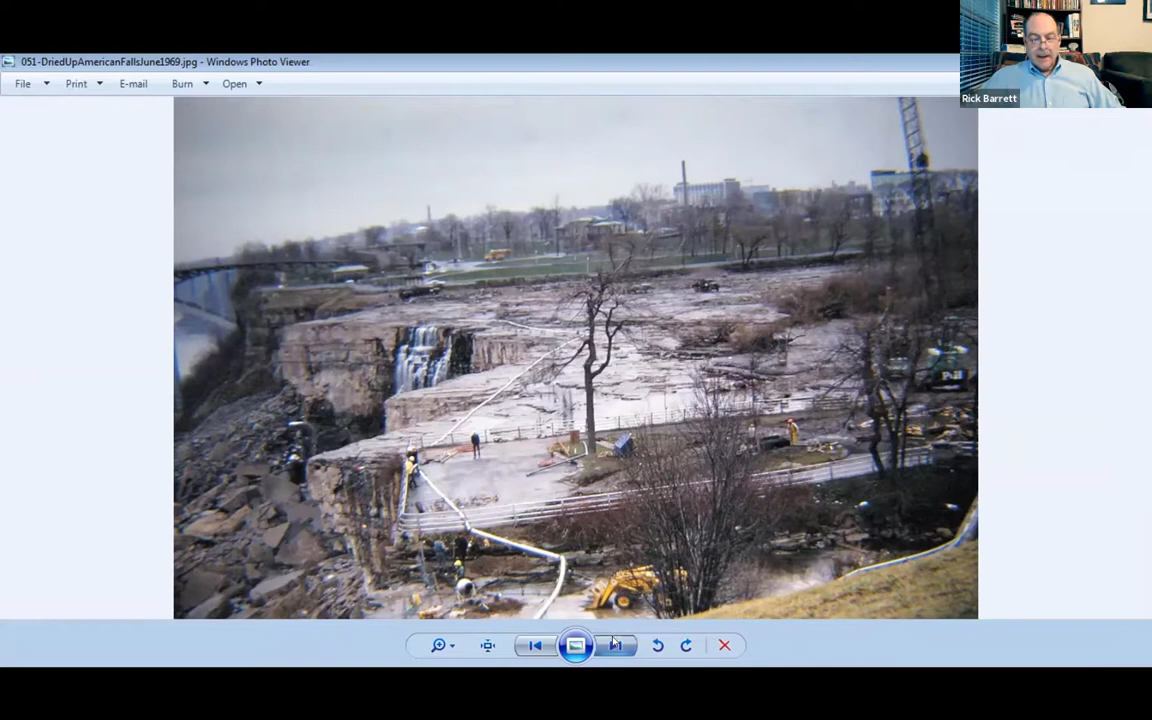 051-DriedUpAmericanFallsJune1969.jpg - Windows Photo Viewer
File Print E-mail Burn Open
Rick Barrett